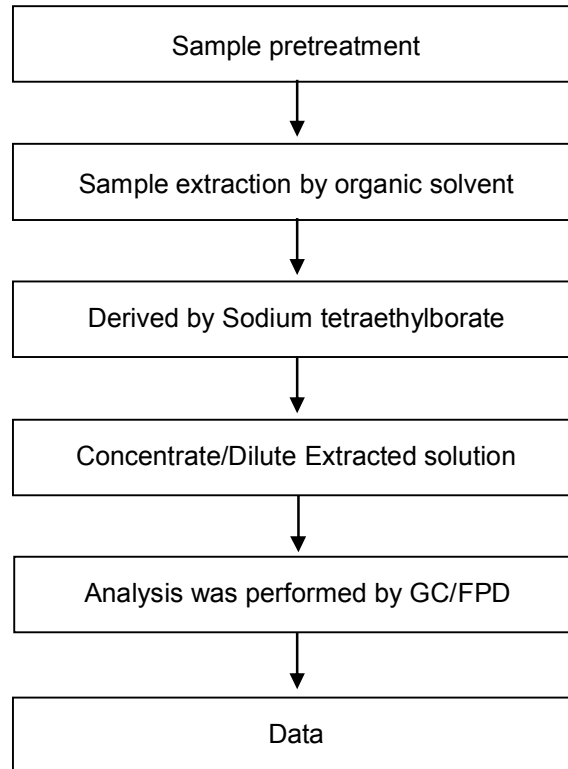 Sample pretreatment
Sample extraction by organic solvent
Derived by Sodium tetraethylborate
Concentrate/Dilute Extracted solution
Analysis was performed by GC/FPD
Data